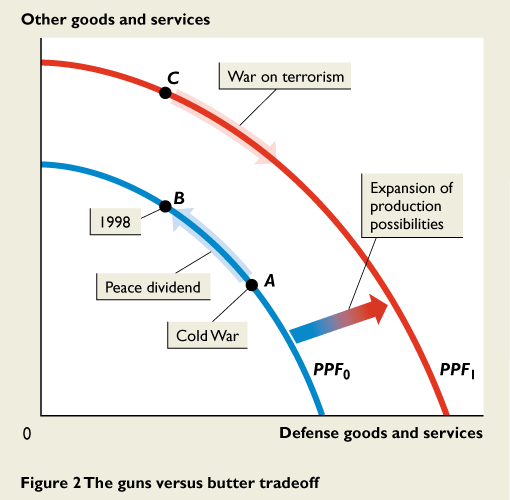 Other goods and services
C
War on terrorism
Expansion of
production
possibilities
B
1998
A
Peace dividend
Cold War
PPF0
PPF1
0
Defense goods and services
Figure 2 The guns versus butter tradeoff